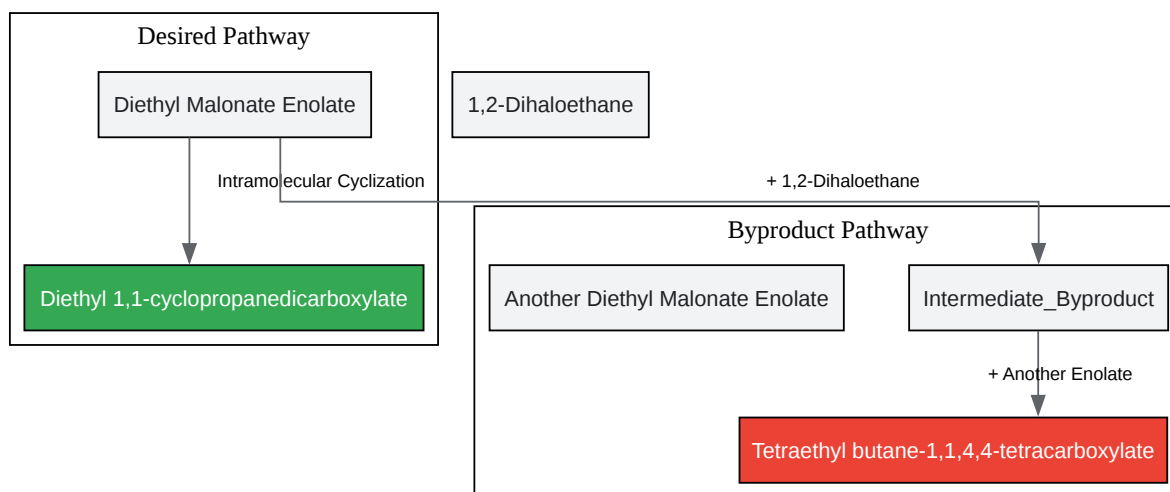 Desired Pathway
Diethyl Malonate Enolate
1,2-Dihaloethane
Intramolecular Cyclization
+ 1,2-Dihaloethane
Byproduct Pathway
Diethyl 1,1-cyclopropanedicarboxylate
Another Diethyl Malonate Enolate
Intermediate_Byproduct
+ Another Enolate
Tetraethyl butane-1,1,4,4-tetracarboxylate